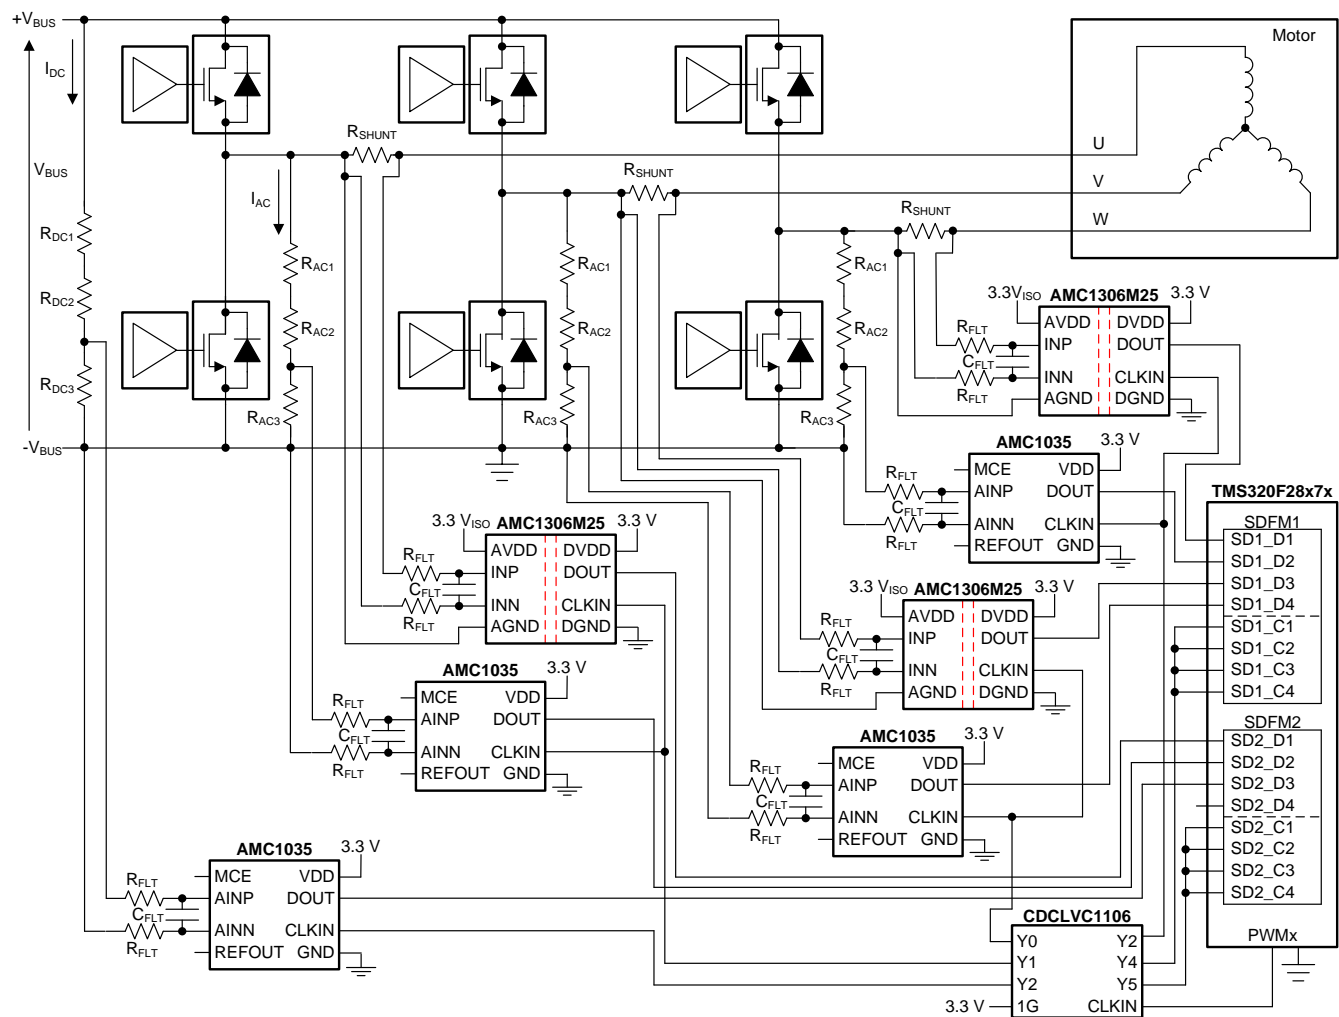 +VBUS
IDC
VBUS
RDC1
RDC2
RDC3
-VBUS
IAC
RAC1
RAC2
RAC3
RSHUNT
RAC1
RAC2
RAC3
RSHUNT
RAC1
RAC2
RAC3
RSHUNT
Motor
U
V
W
3.3VISO
AMC1306M25
3.3 V
RFLT
CFLT
RFLT
AVDD
INP
INN
AGND
DVDD
DOUT
CLKIN
DGND
AMC1035
3.3 V
RFLT
CFLT
RFLT
MCE
AINP
AINN
REFOUT
VDD
DOUT
CLKIN
GND
3.3 VISO
AMC1306M25
3.3 V
RFLT
CFLT
RFLT
AVDD
INP
INN
AGND
DVDD
DOUT
CLKIN
DGND
3.3 VISO
AMC1306M25
3.3 V
RFLT
CFLT
RFLT
AVDD
INP
INN
AGND
DVDD
DOUT
CLKIN
DGND
AMC1035
3.3 V
RFLT
CFLT
RFLT
MCE
AINP
AINN
REFOUT
VDD
DOUT
CLKIN
GND
AMC1035
3.3 V
RFLT
CFLT
RFLT
MCE
AINP
AINN
REFOUT
VDD
DOUT
CLKIN
GND
AMC1035
3.3 V
RFLT
CFLT
RFLT
MCE
AINP
AINN
REFOUT
VDD
DOUT
CLKIN
GND
TMS320F28x7x
SDFM1
SD1_D1
SD1_D2
SD1_D3
SD1_D4
SD1_C1
SD1_C2
SD1_C3
SD1_C4
SDFM2
SD2_D1
SD2_D2
SD2_D3
SD2_D4
SD2_C1
SD2_C2
SD2_C3
SD2_C4
PWMx
CDCLVC1106
Y0
Y1
Y2
3.3 V
1G
Y2
Y4
Y5
CLKIN